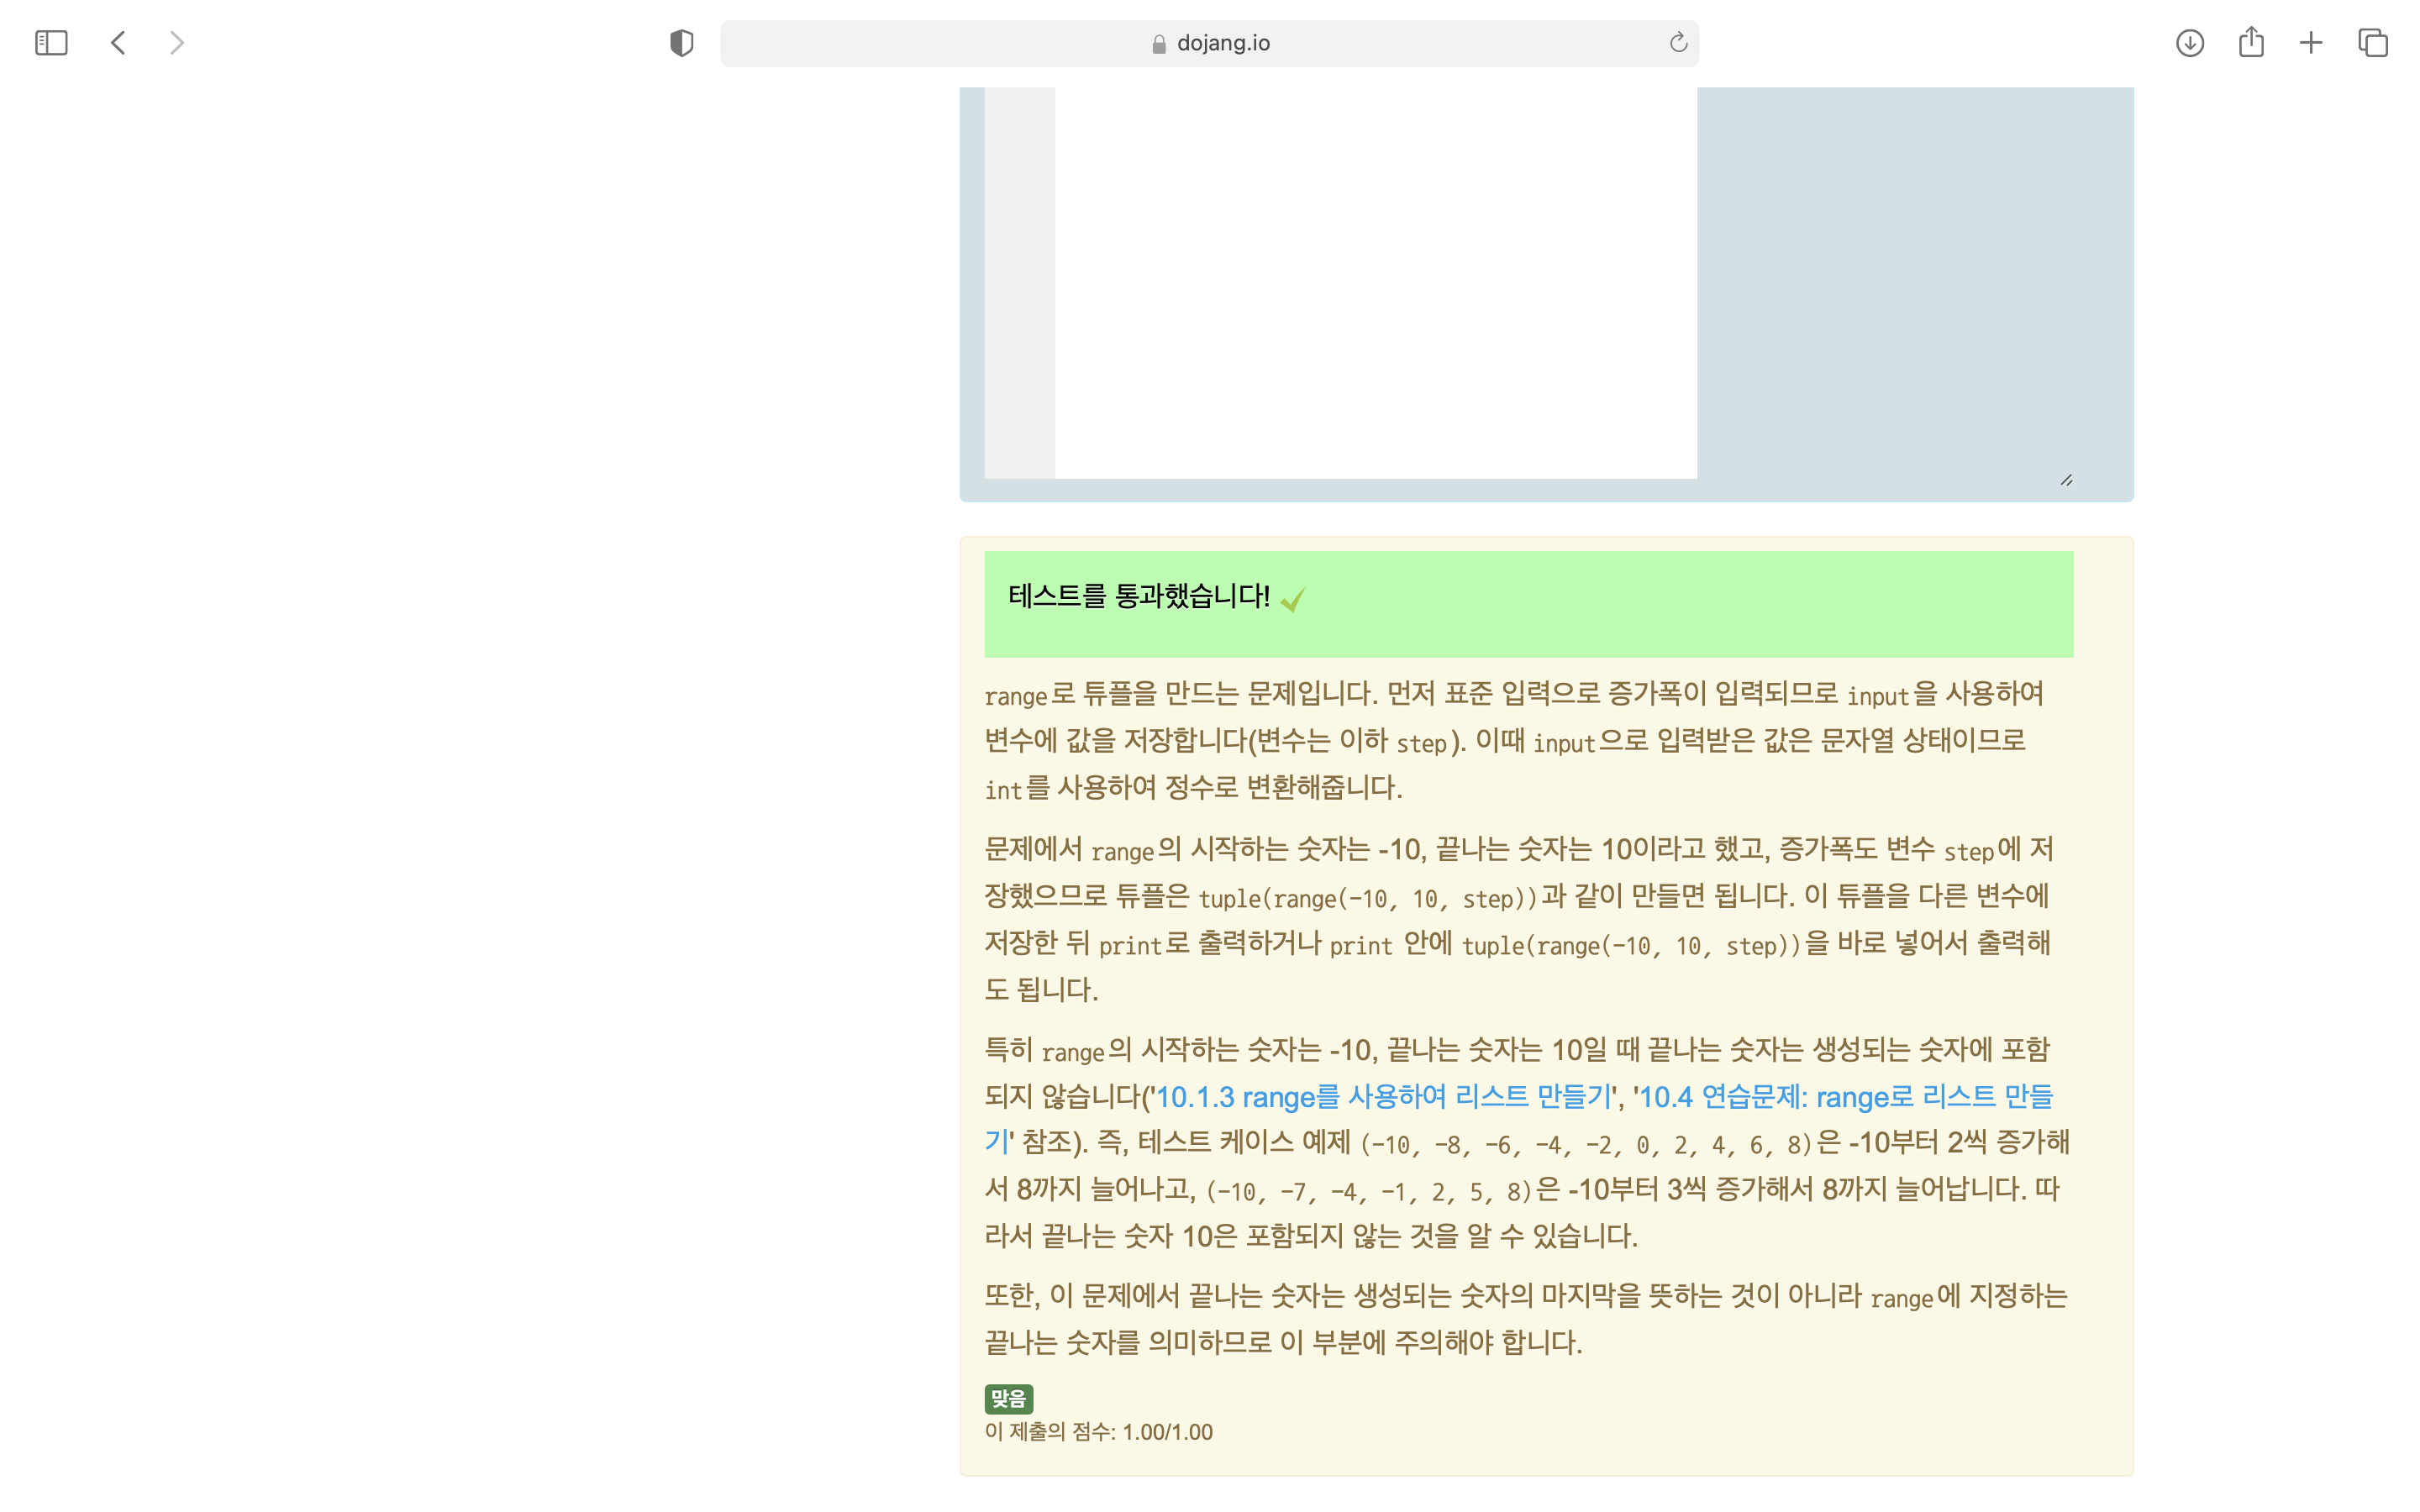 dojang.io
테스트를 통과했습니다!
range로 튜플을 만드는 문제입니다. 먼저 표준 입력으로 증가폭이 입력되므로 input을 사용하여
변수에 값을 저장합니다(변수는 이하 step). 이때 input으로 입력받은 값은 문자열 상태이므로
int를 사용하여 정수로 변환해줍니다.
문제에서 range의 시작하는 숫자는 -10, 끝나는 숫자는 10이라고 했고, 증가폭도 변수 step에 저
장했으므로 튜플은 tuple(range(-10, 10, step))과 같이 만들면 됩니다. 이 튜플을 다른 변수에
저장한 뒤 print로 출력하거나 print 안에 tuple(range(-10, 10, step))을 바로 넣어서 출력해
도 됩니다.
특히 range의 시작하는 숫자는 -10, 끝나는 숫자는 10일 때 끝나는 숫자는 생성되는 숫자에 포함
되지 않습니다('10.1.3 range를 사용하여 리스트 만들기', '10.4 연습문제: range로 리스트 만들
기' 참조). 즉, 테스트 케이스 예제 (-10, -8, -6, -4, -2, 0, 2, 4, 6, 8)은 -10부터 2씩 증가해
서 8까지 늘어나고, (-10, -7, -4, -1, 2, 5, 8)은 -10부터 3씩 증가해서 8까지 늘어납니다. 따
라서 끝나는 숫자 10은 포함되지 않는 것을 알 수 있습니다.
또한, 이 문제에서 끝나는 숫자는 생성되는 숫자의 마지막을 뜻하는 것이 아니라 range에 지정하는
끝나는 숫자를 의미하므로 이 부분에 주의해야 합니다.
맞음
이 제출의 점수: 1.00/1.00